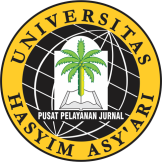 UNIVERSITAS
PUSAT PELAYANAN JURNAL
HASYIM ASY'ARI